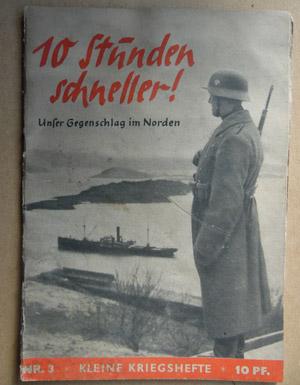 10 Stunden
schneller!
Unser Gegenschlag im Norden
NR. 3 • KLEINE KRIEGSHEFTE • 10 PF.